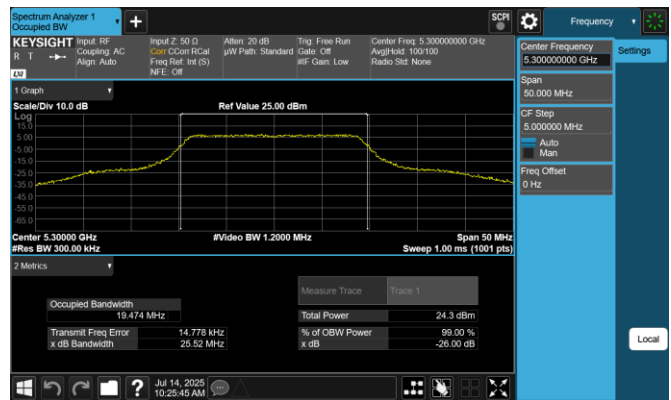 Spectrum Analyzer 1
Occupied BW
SCPI
Frequency
KEYSIGHT
R T
LXI
Input: RF
Coupling: AC
Align: Auto
Input Z: 50 Ω
Corr CCorr RCal
Freq Ref: Int (S)
NFE: Off
Atten: 20 dB
µW Path: Standard
Trig: Free Run
Gate: Off
#IF Gain: Low
Center Freq: 5.300000000 GHz
Avg|Hold: 100/100
Radio Std: None
Center Frequency
5.30000000 GHz
Settings
Span
50.000 MHz
CF Step
5.000000 MHz
Auto
Man
Freq Offset
0 Hz
Local
1 Graph
Scale/Div 10.0 dB
Ref Value 25.00 dBm
Log
15.0
5.00
-5.00
-15.0
-25.0
-35.0
-45.0
-55.0
-65.0
Center 5.30000 GHz
#Video BW 1.2000 MHz
Span 50 MHz
#Res BW 300.00 kHz
Sweep 1.00 ms (1001 pts)
2 Metrics
Measure Trace
Trace 1
Occupied Bandwidth
19.474 MHz
Total Power
24.3 dBm
Transmit Freq Error
14.778 kHz
% of OBW Power
99.00 %
x dB Bandwidth
25.52 MHz
x dB
-26.00 dB
?
Jul 14, 2025
10:25:45 AM